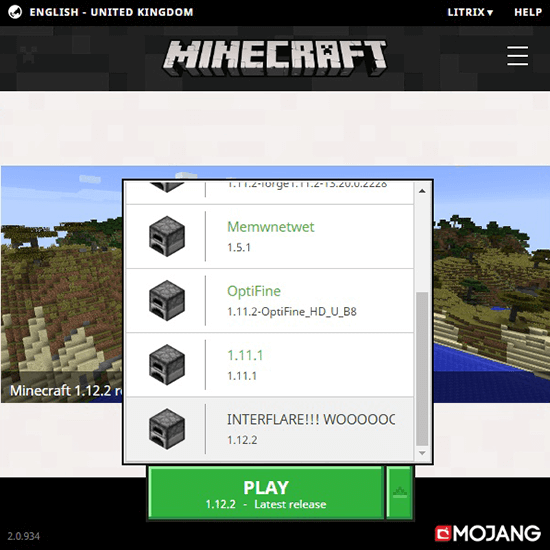 ENGLISH - UNITED KINGDOM
LITRIX▼
HELP
MINECRAFT
1.11.2-forge1.11.2-13.20.0.2228
Memwnetwet
1.5.1
OptiFine
1.11.2-OptiFine_HD_U_B8
1.11.1
1.11.1
Minecraft 1.12.2 r
INTERFLARE!!! WOOOOOC
1.12.2
PLAY
1.12.2 - Latest release
2.0.934
MOJANG